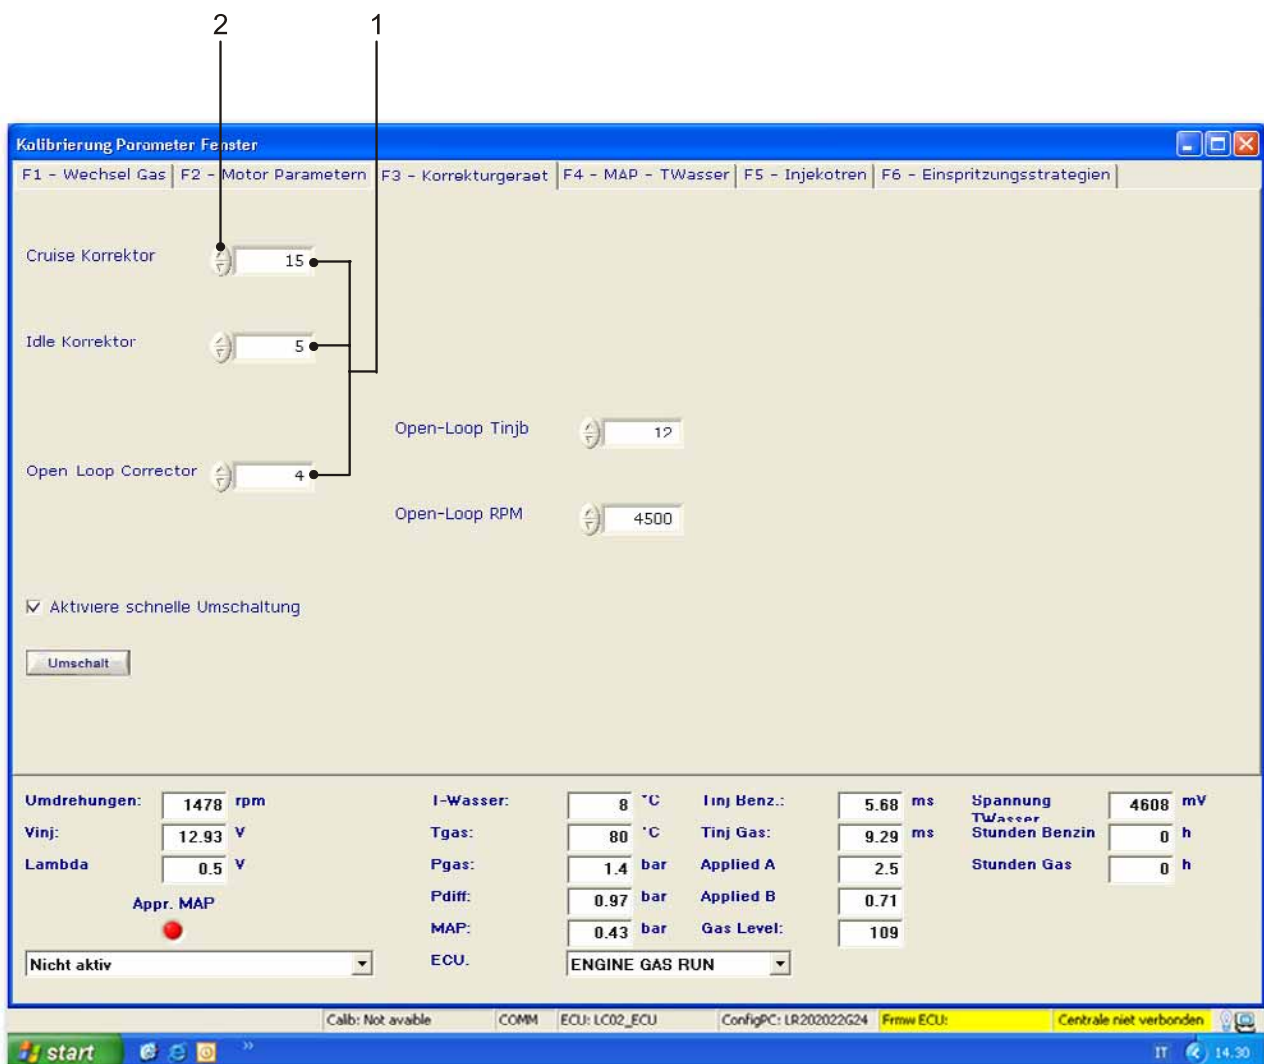 2 1
Kalibrierung Parameter Fenster
F1 - Wechsel Gas F2 - Motor Parametern F3 - Korrekturgeraet F4 - MAP - TWasser F5 - Injekotren F6 - Einspritzungsstrategien
Cruise Korrektor 15
Idle Korrektor 5
Open-Loop Tinjb 12
Open Loop Corrector 4
Open-Loop RPM 4500
Aktiviere schnelle Umschaltung
Umschalt
Umdrehungen: 1478 rpm T-Wasser: 8 °C Tinj Benz.: 5.68 ms Spannung TWasser 4608 mV
Vinj: 12.93 V Tgas: 80 °C Tinj Gas: 9.29 ms Stunden Benzin 0 h
Lambda 0.5 V Pgas: 1.4 bar Applied A 2.5 Stunden Gas 0 h
Appr. MAP Pdiff: 0.97 bar Applied B 0.71
MAP: 0.43 bar Gas Level: 109
Nicht aktiv ECU. ENGINE GAS RUN
Calib: Not avaible COMM ECU: LC02_ECU ConfigPC: LR202022G24 Frmw ECU: Centrale niet verbonden
start » IT 14.30